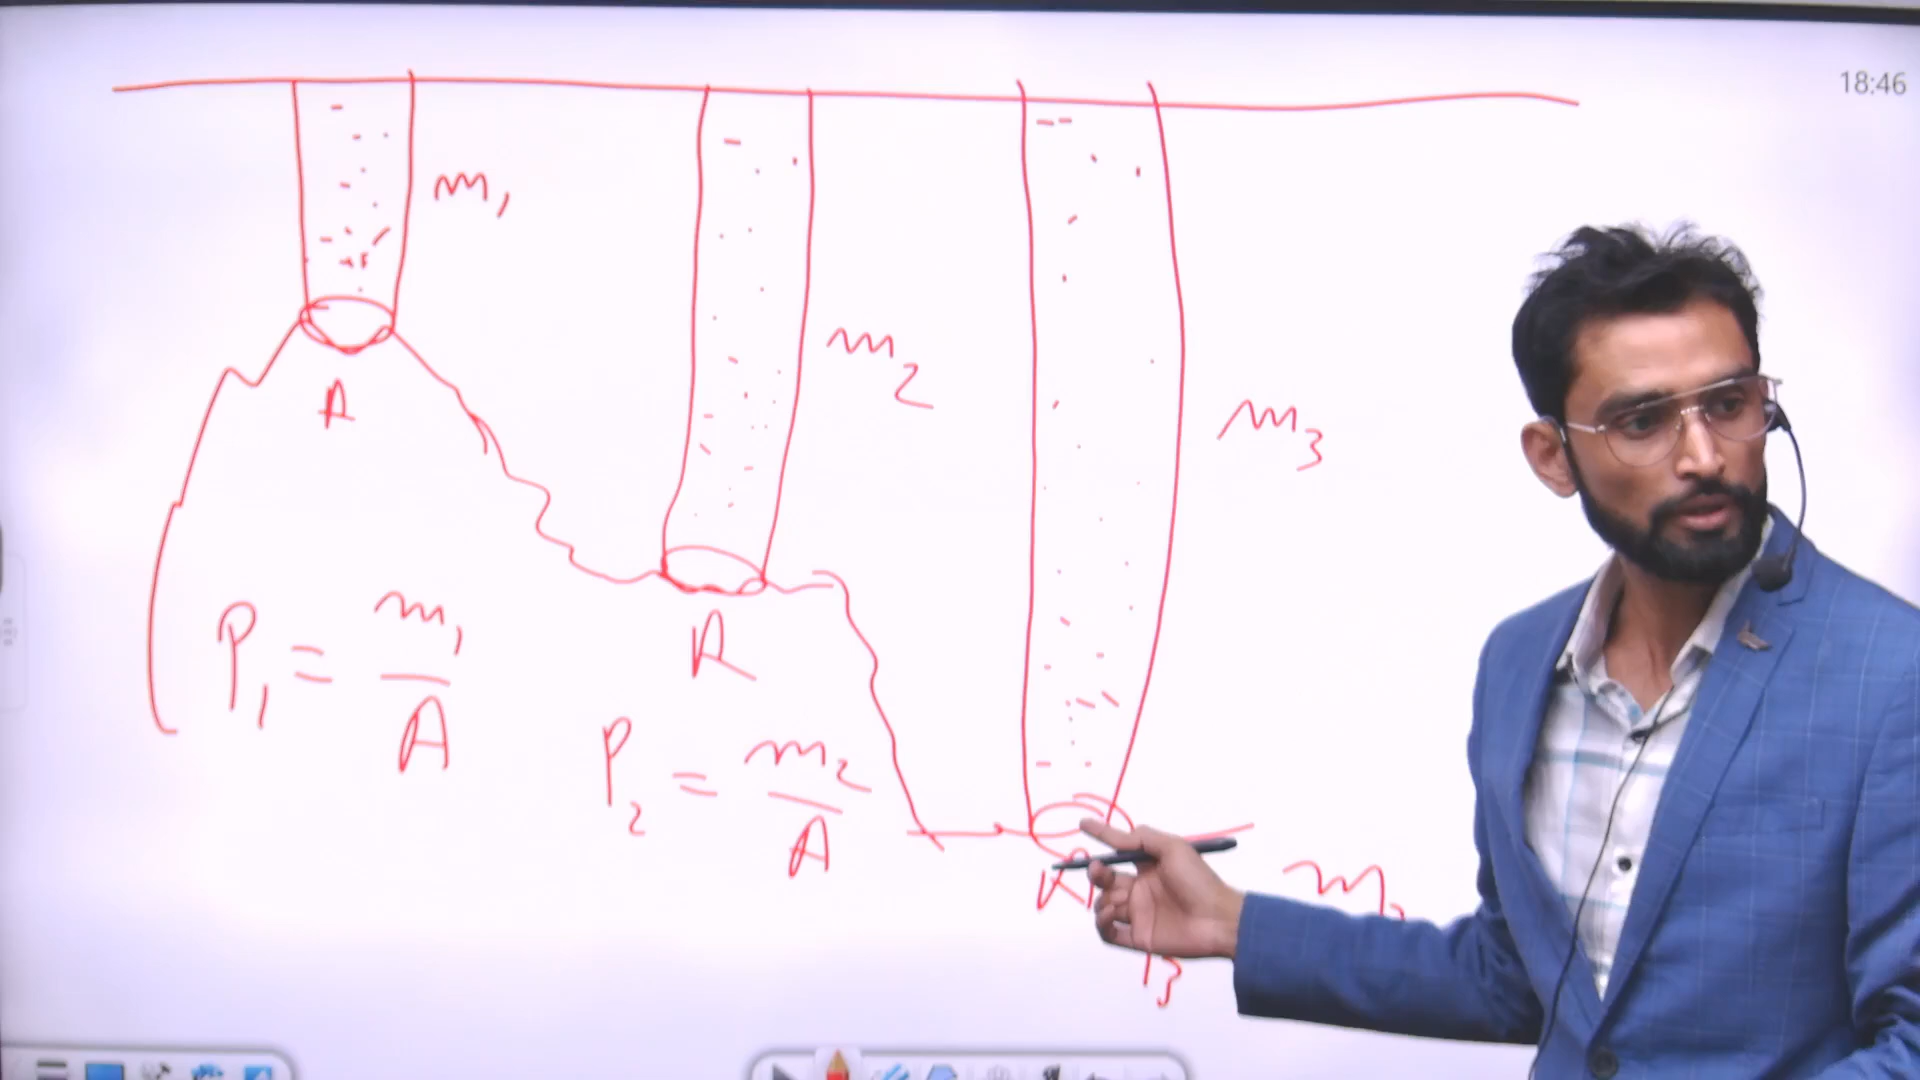 18:46
m₁
m₂
m₃
A
A
P₁ = m₁/A
P₂ = m₂/A